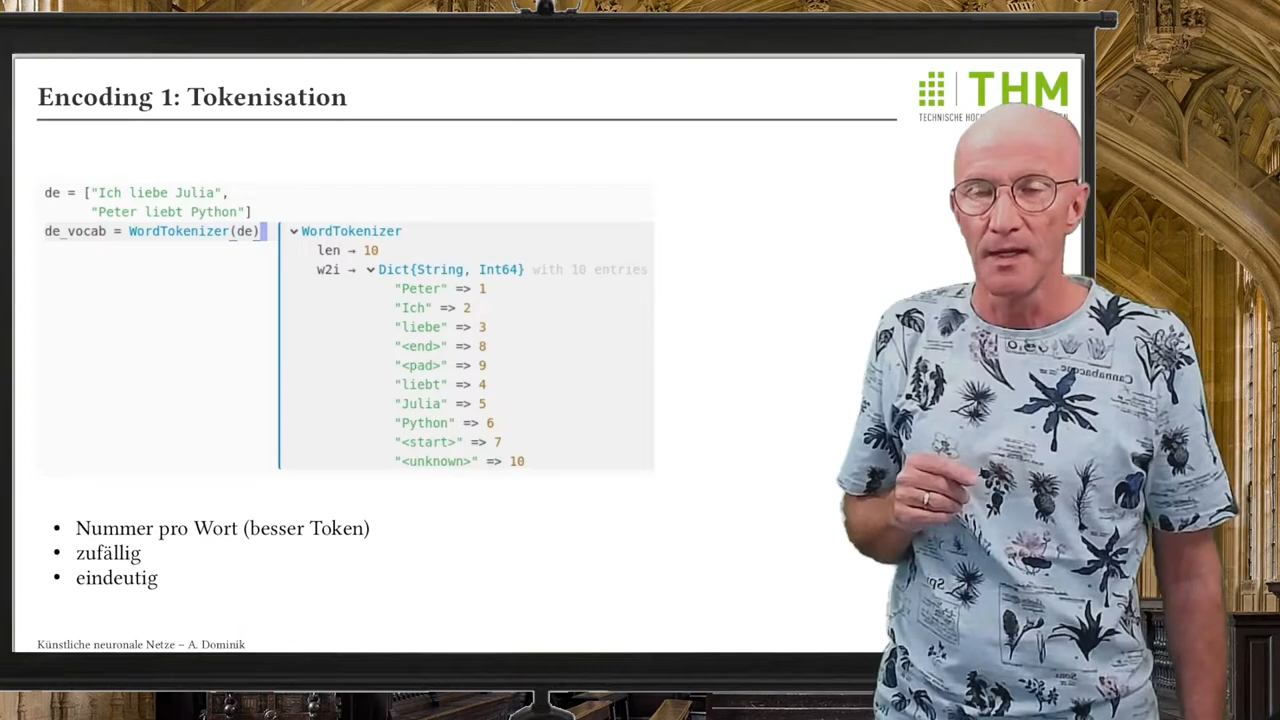 Encoding 1: Tokenisation
THM
TECHNISCHE
de = ["Ich liebe Julia",
"Peter liebt Python"]
de_vocab = WordTokenizer(de)
WordTokenizer
len → 10
w2i → Dict{String, Int64} with 10 entries
"Peter" => 1
"Ich" => 2
"liebe" => 3
"<end>" => 8
"<pad>" => 9
"liebt" => 4
"Julia" => 5
"Python" => 6
"<start>" => 7
"<unknown>" => 10
• Nummer pro Wort (besser Token)
• zufällig
• eindeutig
Künstliche neuronale Netze – A. Dominik
Cannabaceae